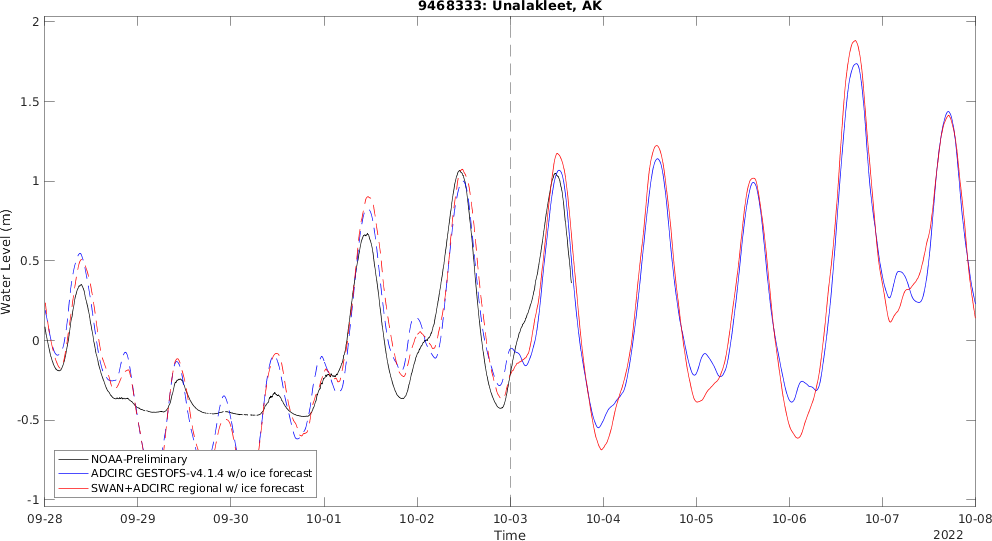 9468333: Unalakleet, AK
Water Level (m)
2
1.5
1
0.5
0
-0.5
-1
NOAA-Preliminary
ADCIRC GESTOFS-v4.1.4 w/o ice forecast
SWAN+ADCIRC regional w/ ice forecast
09-28 09-29 09-30 10-01 10-02 10-03 10-04 10-05 10-06 10-07 10-08
Time
2022